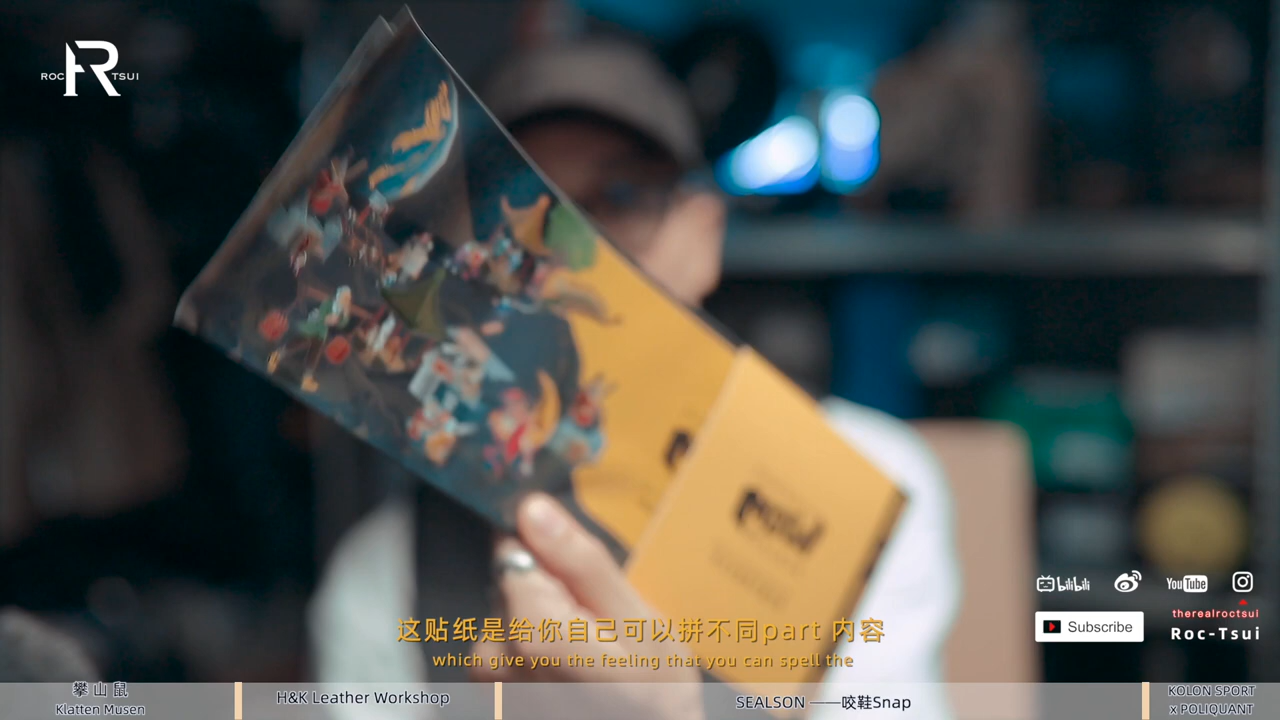 ROC R TSUI
这贴纸是给你自己可以拼不同part 内容
which give you the feeling that you can spell the
bilibili
YouTube
Subscribe
therealroctsui
Roc-Tsui
攀山鼠
Klatten Musen
H&K Leather Workshop
SEALSON ——咬鞋Snap
KOLON SPORT
x POLIQUANT